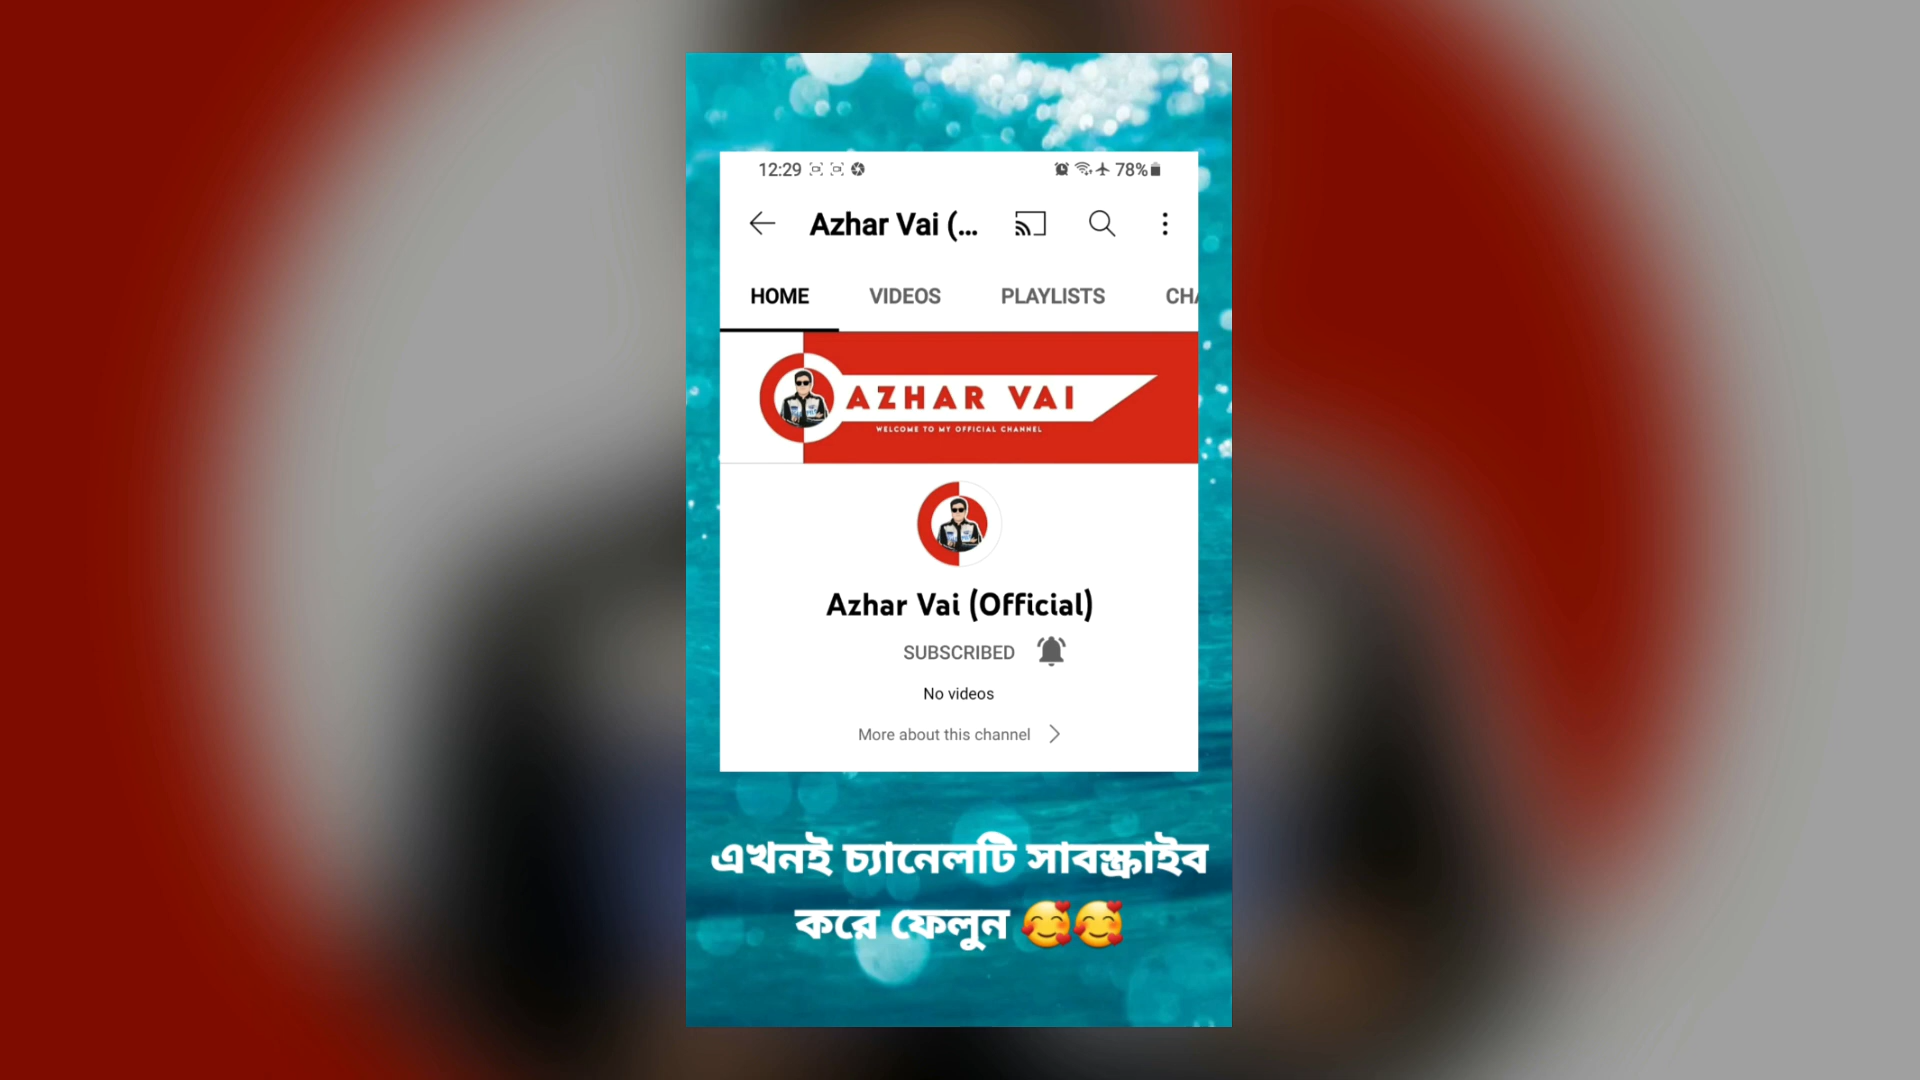 12:29 78%
Azhar Vai (...
HOME VIDEOS PLAYLISTS CHA
AZHAR VAI
WELCOME TO MY OFFICIAL CHANNEL
Azhar Vai (Official)
SUBSCRIBED
No videos
More about this channel
এখনই চ্যানেলটি সাবস্ক্রাইব
করে ফেলুন 🥰🥰